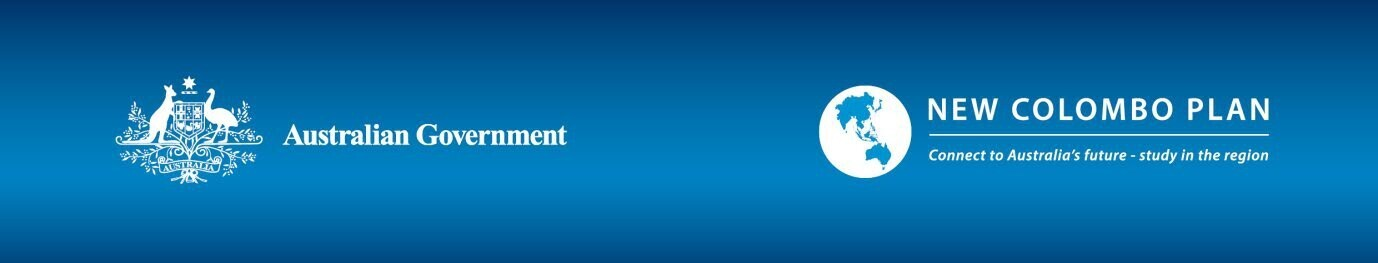 AUSTRALIA
Australian Government
NEW COLOMBO PLAN
Connect to Australia's future - study in the region